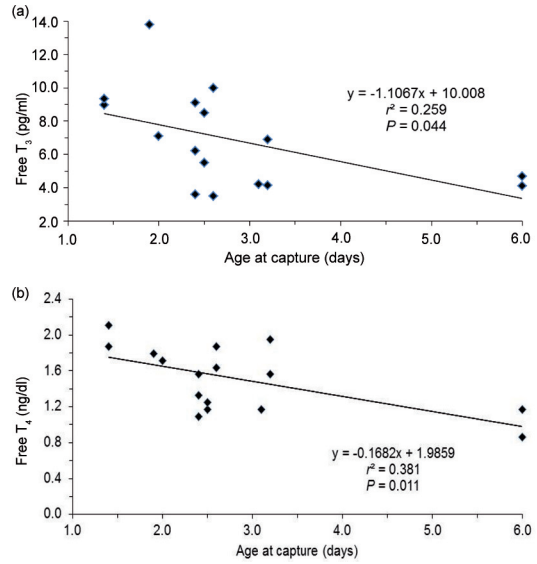 (a)
14.0
12.0
10.0
8.0
6.0
4.0
2.0
Free T3 (pg/ml)
y = -1.1067x + 10.008
r² = 0.259
P = 0.044
1.0 2.0 3.0 4.0 5.0 6.0
Age at capture (days)
(b)
2.4
2.0
1.6
1.2
0.8
0.4
0.0
Free T4 (ng/dl)
y = -0.1682x + 1.9859
r² = 0.381
P = 0.011
1.0 2.0 3.0 4.0 5.0 6.0
Age at capture (days)